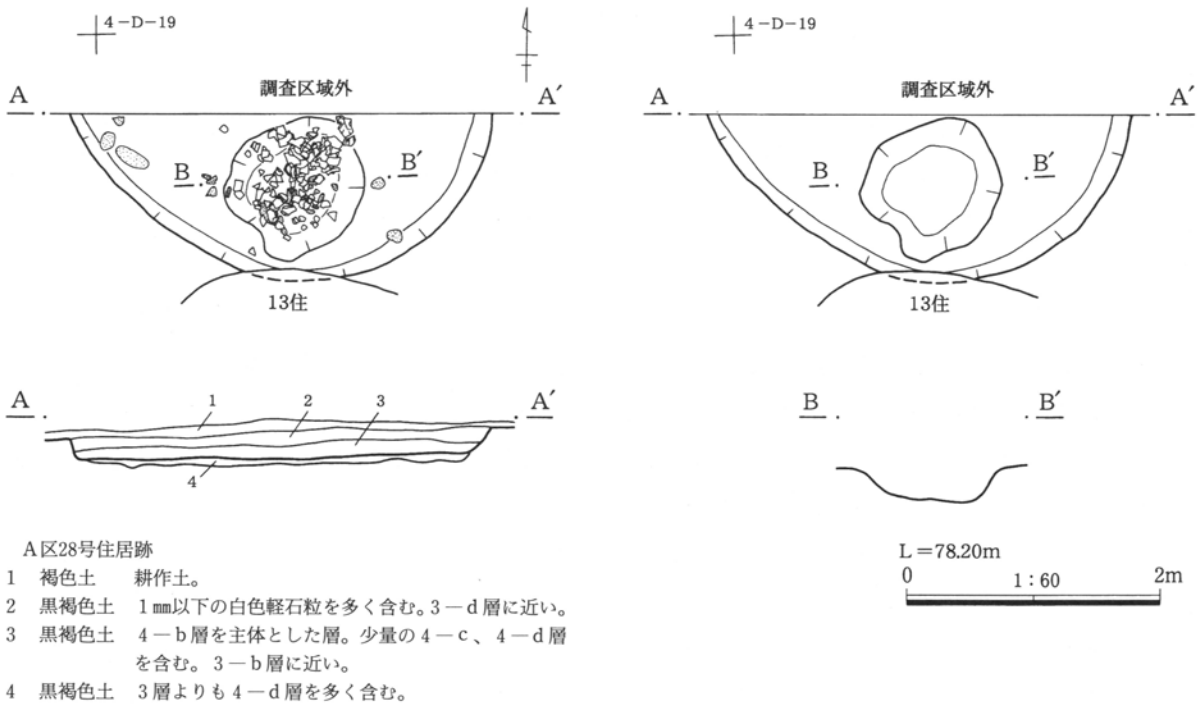 4-D-19
4-D-19
調査区域外
調査区域外
A A′
A A′
B B′
B B′
13住
13住
A A′
1 2 3
4
B B′
A区28号住居跡
1 褐色土 耕作土。
2 黒褐色土 1㎜以下の白色軽石粒を多く含む。3-d層に近い。
3 黒褐色土 4-b層を主体とした層。少量の4-c、4-d層
を含む。3-b層に近い。
4 黒褐色土 3層よりも4-d層を多く含む。
L=78.20m
0 1:60 2m